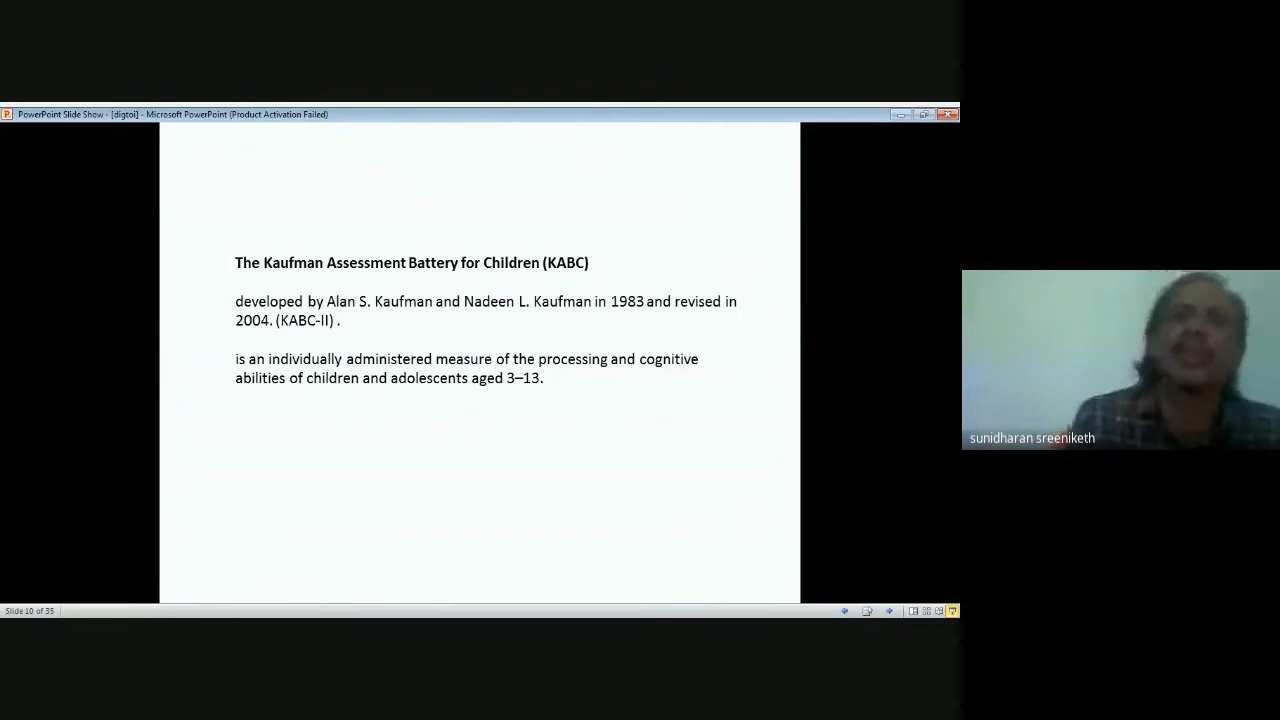 PowerPoint Slide Show - [digtoi] - Microsoft PowerPoint (Product Activation Failed)
The Kaufman Assessment Battery for Children (KABC)
developed by Alan S. Kaufman and Nadeen L. Kaufman in 1983 and revised in
2004. (KABC-II) .
is an individually administered measure of the processing and cognitive
abilities of children and adolescents aged 3–13.
sunidharan sreeniketh
Slide 10 of 35